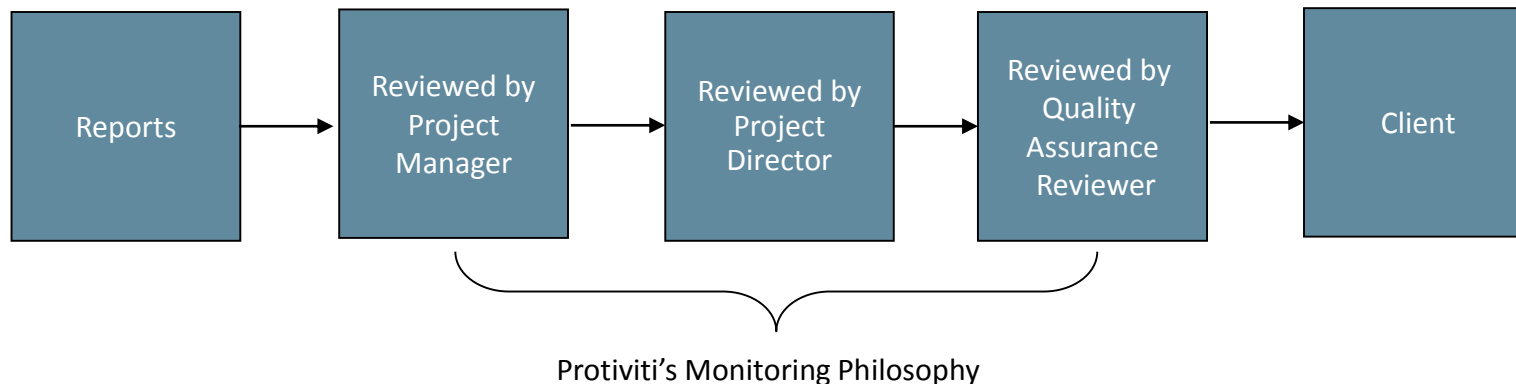 Reports
Reviewed by
Project
Manager
Reviewed by
Project
Director
Reviewed by
Quality
Assurance
Reviewer
Client
Protiviti’s Monitoring Philosophy